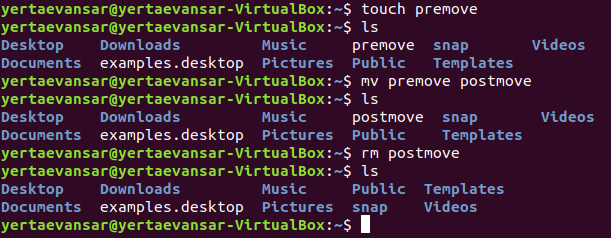 yertaevansar@yertaevansar-VirtualBox:~$ touch premove
yertaevansar@yertaevansar-VirtualBox:~$ ls
Desktop    Downloads         Music     premove  snap       Videos
Documents  examples.desktop  Pictures  Public   Templates
yertaevansar@yertaevansar-VirtualBox:~$ mv premove postmove
yertaevansar@yertaevansar-VirtualBox:~$ ls
Desktop    Downloads         Music     postmove  snap       Videos
Documents  examples.desktop  Pictures  Public    Templates
yertaevansar@yertaevansar-VirtualBox:~$ rm postmove
yertaevansar@yertaevansar-VirtualBox:~$ ls
Desktop    Downloads         Music     Public  Templates
Documents  examples.desktop  Pictures  snap    Videos
yertaevansar@yertaevansar-VirtualBox:~$